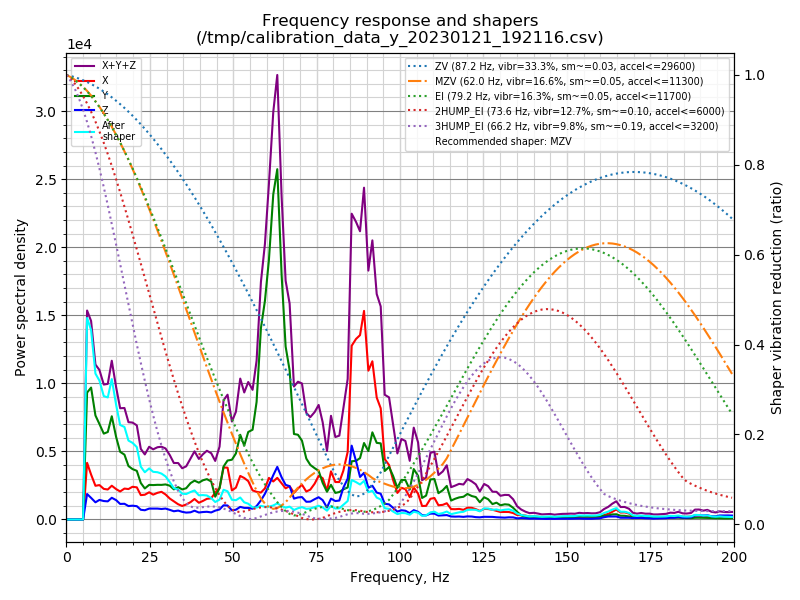 Frequency response and shapers
(/tmp/calibration_data_y_20230121_192116.csv)
1e4
X+Y+Z
X
Y
Z
After
shaper
ZV (87.2 Hz, vibr=33.3%, sm~=0.03, accel<=29600)
MZV (62.0 Hz, vibr=16.6%, sm~=0.05, accel<=11300)
EI (79.2 Hz, vibr=16.3%, sm~=0.05, accel<=11700)
2HUMP_EI (73.6 Hz, vibr=12.7%, sm~=0.10, accel<=6000)
3HUMP_EI (66.2 Hz, vibr=9.8%, sm~=0.19, accel<=3200)
Recommended shaper: MZV
3.0
2.5
2.0
1.5
1.0
0.5
0.0
Power spectral density
1.0
0.8
0.6
0.4
0.2
0.0
Shaper vibration reduction (ratio)
0 25 50 75 100 125 150 175 200
Frequency, Hz